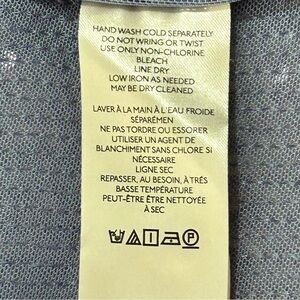 HAND WASH COLD SEPARATELY
DO NOT WRING OR TWIST
USE ONLY NON-CHLORINE
BLEACH
LINE DRY
LOW IRON AS NEEDED
MAY BE DRY CLEANED
LAVER À LA MAIN À L'EAU FROIDE
SÉPARÉMEN
NE PAS TORDRE OU ESSORER
UTILISER UN AGENT DE
BLANCHIMENT SANS CHLORE SI
NÉCESSAIRE
LIGNE SEC
REPASSER, AU BESOIN, À TRÈS
BASSE TEMPÉRATURE
PEUT-ÊTRE ÊTRE NETTOYÉE
À SEC